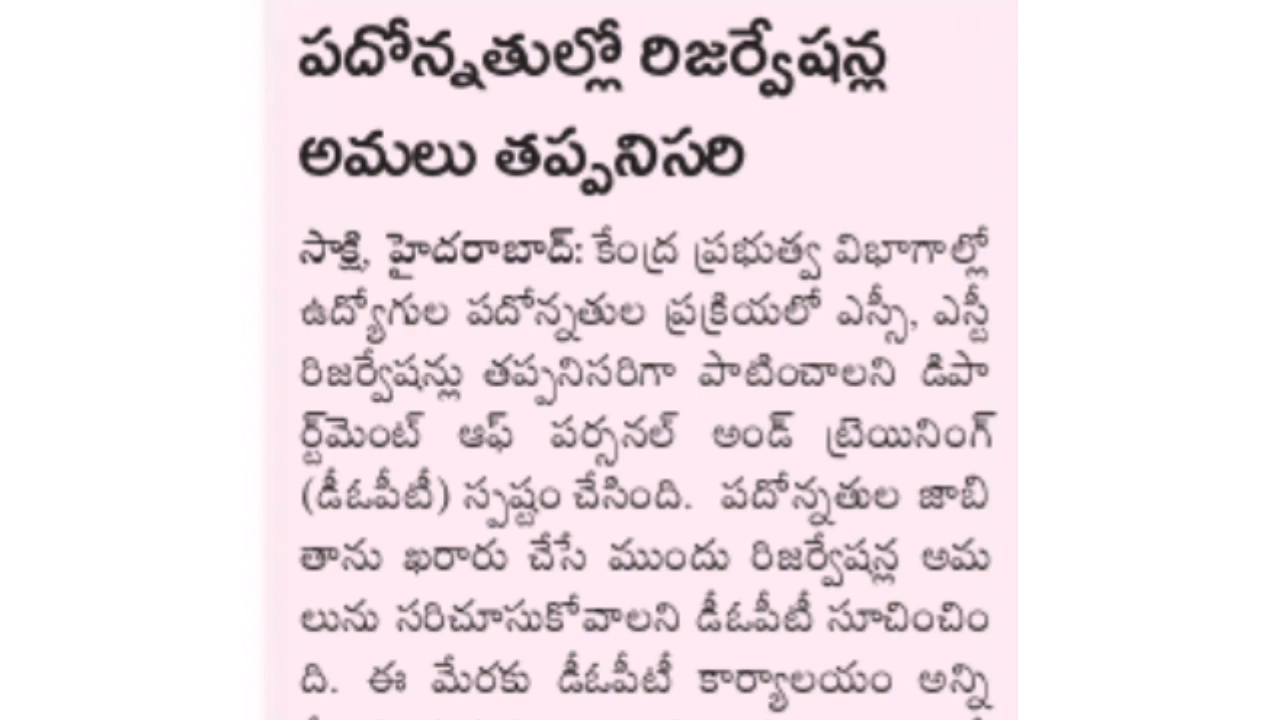 పదోన్నతుల్లో రిజర్వేషన్ల
అమలు తప్పనిసరి
సాక్షి, హైదరాబాద్: కేంద్ర ప్రభుత్వ విభాగాల్లో
ఉద్యోగుల పదోన్నతుల ప్రక్రియలో ఎస్సీ, ఎస్టీ
రిజర్వేషన్లు తప్పనిసరిగా పాటించాలని డిపా
ర్ట్‌మెంట్ ఆఫ్ పర్సనల్ అండ్ ట్రెయినింగ్
(డీఓపీటీ) స్పష్టం చేసింది. పదోన్నతుల జాబి
తాను ఖరారు చేసే ముందు రిజర్వేషన్ల అమ
లును సరిచూసుకోవాలని డీఓపీటీ సూచించిం
ది. ఈ మేరకు డీఓపీటీ కార్యాలయం అన్ని